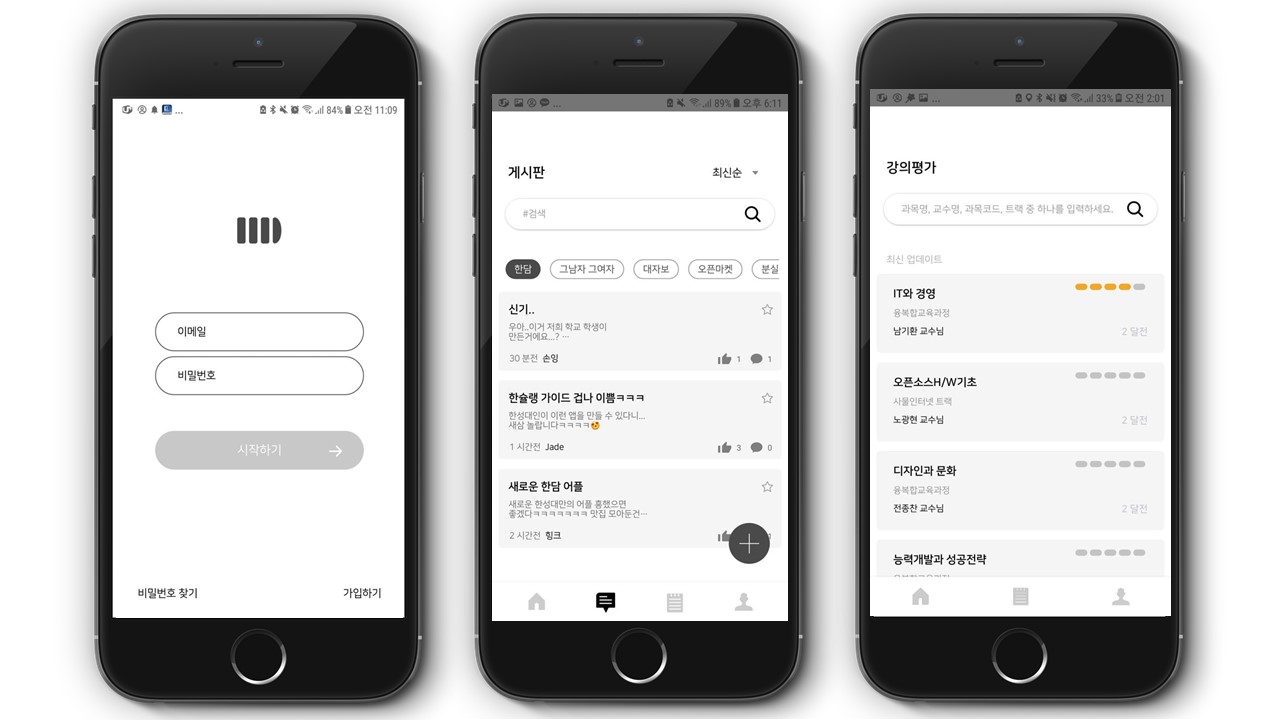 ... 84% 오전 11:09
이메일
비밀번호
시작하기
비밀번호 찾기
가입하기
... 89% 오후 6:11
게시판
최신순
#검색
한담
그남자 그여자
대자보
오픈마켓
분실
신기..
우아..이거 저희 학교 학생이
만든거에요...? ...
30 분전 손잉
1
1
한슐랭 가이드 겁나 이쁨ㅋㅋㅋ
한성대인이 이런 앱을 만들 수 있다니...
새삼 놀랍니다ㅋㅋㅋㅋ🥰
1 시간전 Jade
3
0
새로운 한담 어플
새로운 한성대만의 어플 흥했으면
좋겠다ㅋㅋㅋㅋㅋㅋㅋ 맛집 모아둔건...
2 시간전 힝크
... 33% 오전 2:01
강의평가
과목명, 교수명, 과목코드, 트랙 중 하나를 입력하세요.
최신 업데이트
IT와 경영
융복합교육과정
남기환 교수님
2 달전
오픈소스H/W기초
사물인터넷 트랙
노광현 교수님
2 달전
디자인과 문화
융복합교육과정
전종찬 교수님
2 달전
능력개발과 성공전략